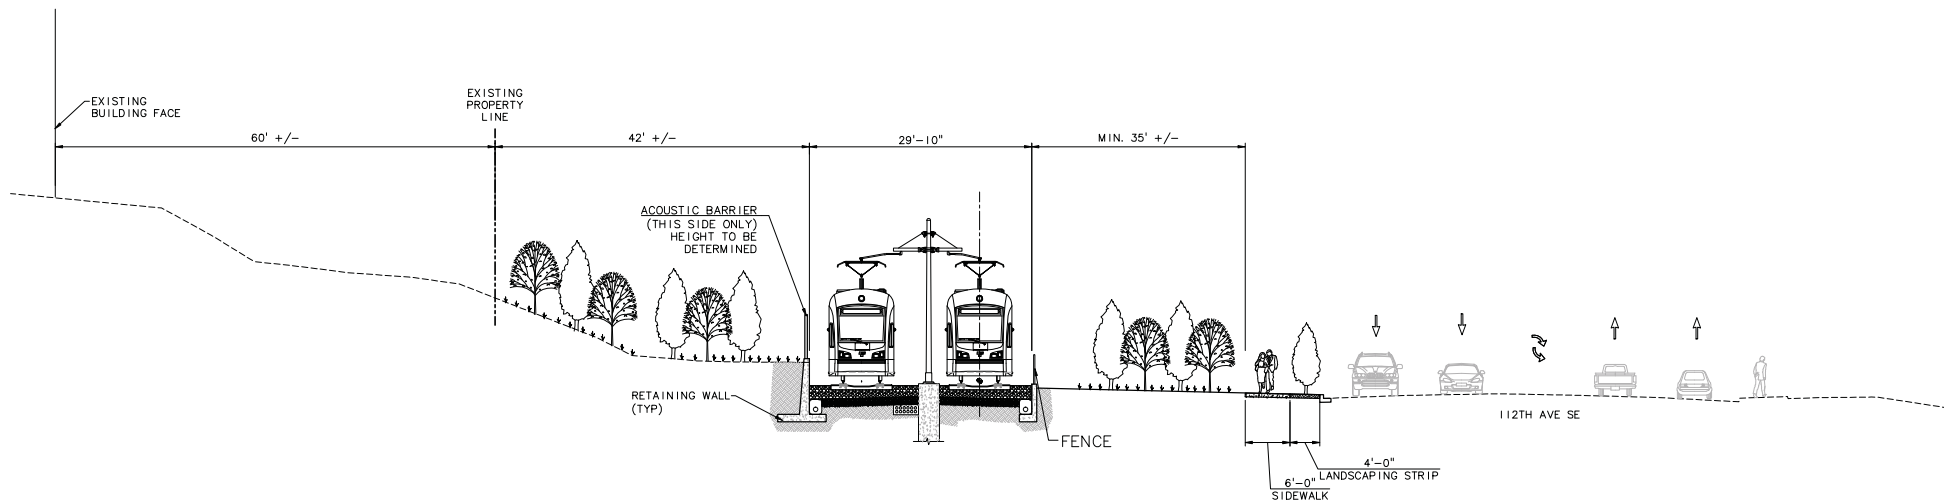 EXISTING
BUILDING FACE
EXISTING
PROPERTY
LINE
60' +/-
42' +/-
29'-10"
MIN. 35' +/-
ACOUSTIC BARRIER
(THIS SIDE ONLY)
HEIGHT TO BE
DETERMINED
RETAINING WALL
(TYP)
FENCE
112TH AVE SE
4'-0"
LANDSCAPING STRIP
6'-0"
SIDEWALK